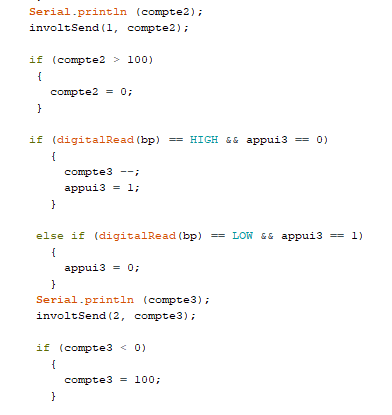 Serial.println (compte2);
involtSend(1, compte2);
if (compte2 > 100)
{
compte2 = 0;
}
if (digitalRead(bp) == HIGH && appui3 == 0)
{
compte3 --;
appui3 = 1;
}
else if (digitalRead(bp) == LOW && appui3 == 1)
{
appui3 = 0;
}
Serial.println (compte3);
involtSend(2, compte3);
if (compte3 < 0)
{
compte3 = 100;
}